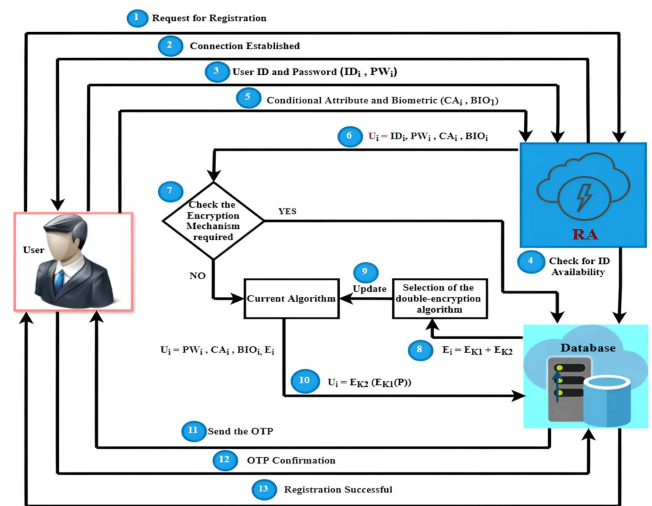 1 Request for Registration
2 Connection Established
3 User ID and Password (IDi , PWi)
5 Conditional Attribute and Biometric (CAi , BIO1)
6 Ui = IDi, PWi , CAi , BIOi
7
Check the
Encryption
Mechanism
required
YES
NO
User
RA
4 Check for ID
Availability
9
Update
Current Algorithm
Selection of the
double-encryption
algorithm
Database
Ui = PWi , CAi , BIOi, Ei
8 Ei = EK1 + EK2
10 Ui = EK2 (EK1(P))
11 Send the OTP
12 OTP Confirmation
13 Registration Successful